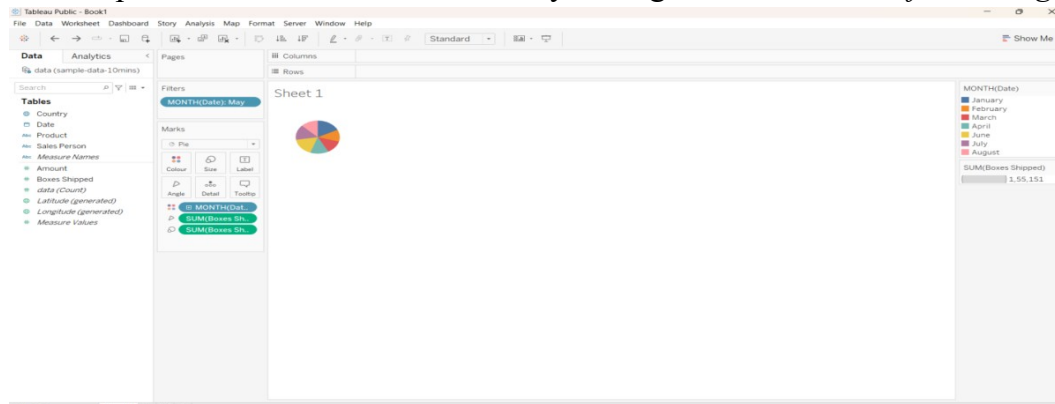 Tableau Public - Book1
File Data Worksheet Dashboard Story Analysis Map Format Server Window Help
Standard
Show Me
Data Analytics
data (sample-data-10mins)
Search
Tables
Country
Date
Abc Product
Abc Sales Person
Abc Measure Names
Amount
Boxes Shipped
data (Count)
Latitude (generated)
Longitude (generated)
Measure Values
Pages
Filters
MONTH(Date): May
Marks
Pie
Colour Size Label
Angle Detail Tooltip
MONTH(Dat..
SUM(Boxes Sh..
SUM(Boxes Sh..
Columns
Rows
Sheet 1
MONTH(Date)
January
February
March
April
June
July
August
SUM(Boxes Shipped)
1,55,151